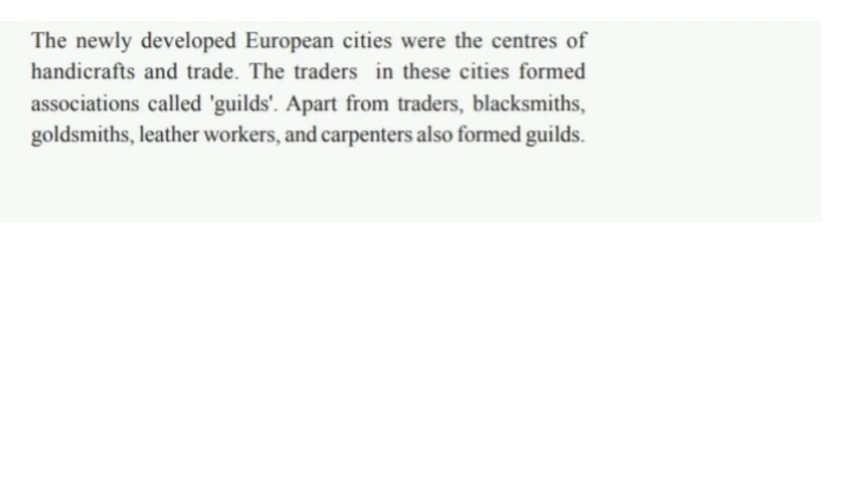 The newly developed European cities were the centres of
handicrafts and trade. The traders in these cities formed
associations called 'guilds'. Apart from traders, blacksmiths,
goldsmiths, leather workers, and carpenters also formed guilds.